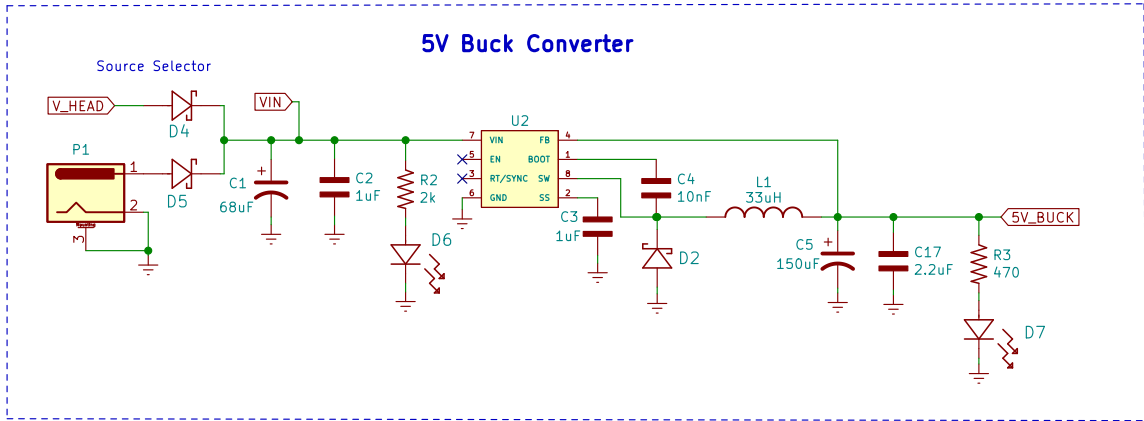 5V Buck Converter
Source Selector
V_HEAD
D4
VIN
P1
1
2
3
D5
C1
68uF
C2
1uF
R2
2k
D6
U2
7 VIN FB 4
5 EN BOOT 1
3 RT/SYNC SW 8
6 GND SS 2
C3
1uF
C4
10nF
D2
L1
33uH
C5
150uF
C17
2.2uF
5V_BUCK
R3
470
D7